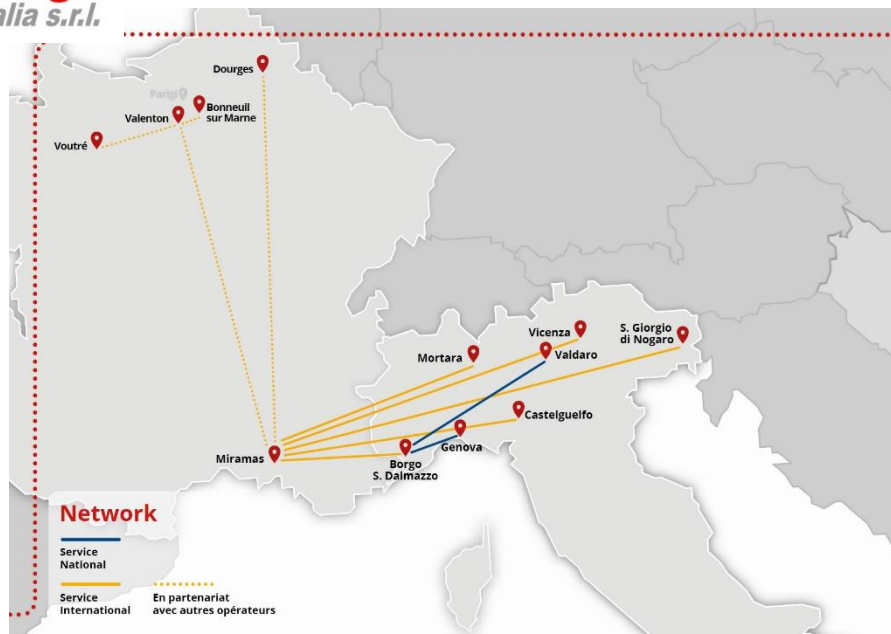 alia s.r.l.
Dourges
Parigi
Bonneuil
sur Marne
Valenton
Voutré
Vicenza
S. Giorgio
di Nogaro
Mortara
Valdaro
Castelguelfo
Genova
Miramas
Borgo
S. Dalmazzo
Network
Service
National
Service
International
En partenariat
avec autres opérateurs